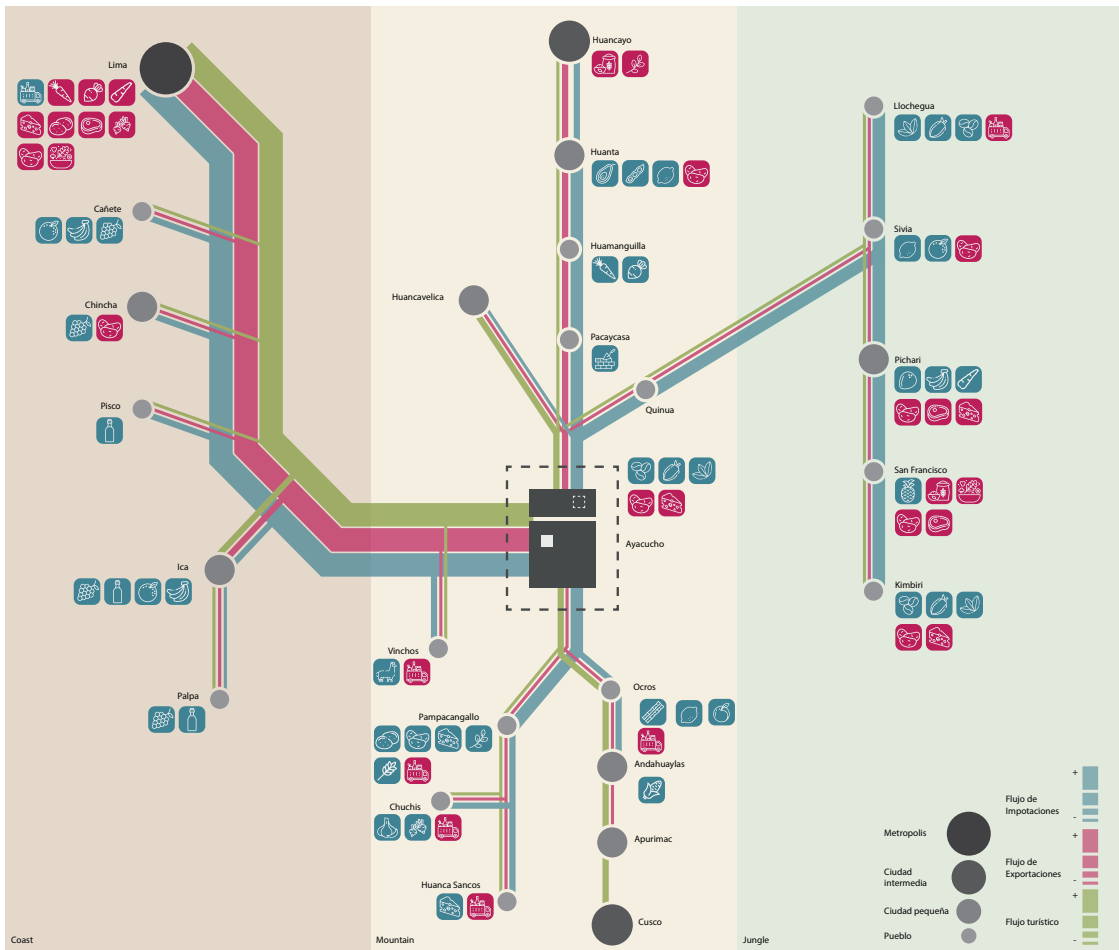 Lima
Cañete
Chincha
Pisco
Ica
Palpa
Coast
Huancayo
Huanta
Huamanguilla
Huancavelica
Pacaycasa
Quinua
Ayacucho
Vinchos
Pampacangallo
Chuchis
Huanca Sancos
Ocros
Andahuaylas
Apurimac
Cusco
Mountain
Llochegua
Sivia
Pichari
San Francisco
Kimbiri
Metropolis
Ciudad
intermedia
Ciudad pequeña
Pueblo
+
Flujo de
Impotaciones
-
+
Flujo de
Exportaciones
-
+
Flujo turístico
-
Jungle